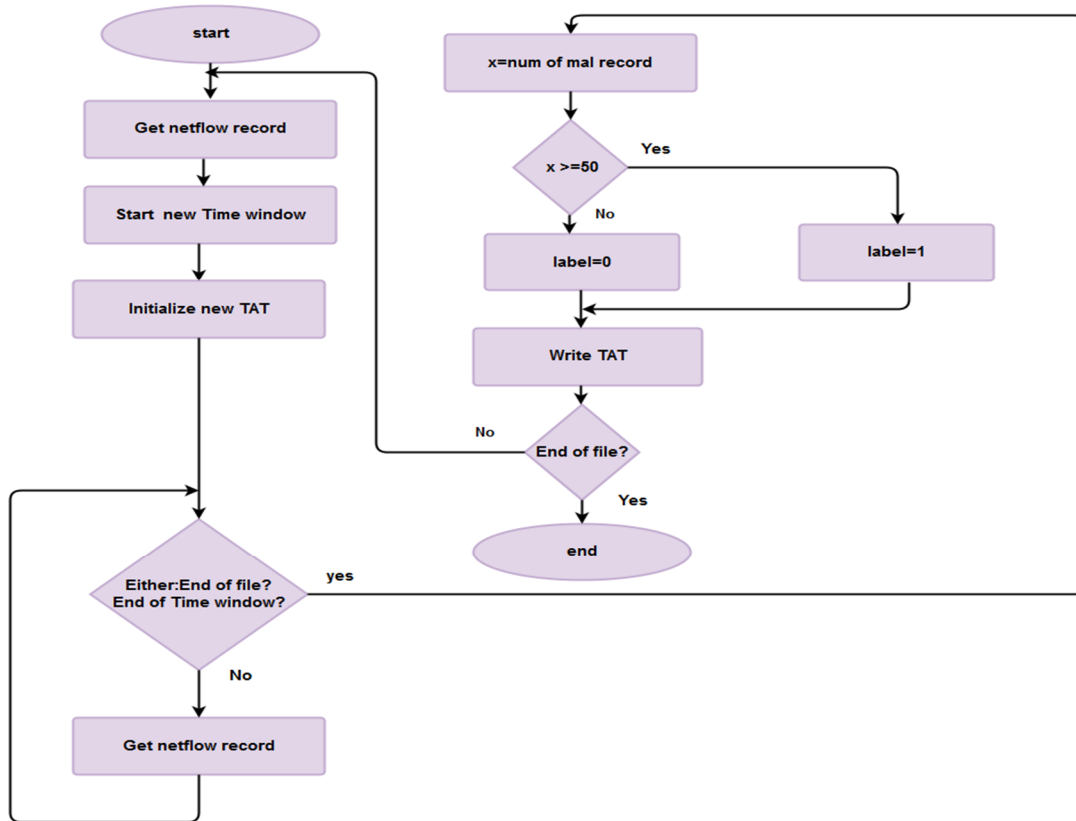 start
Get netflow record
Start new Time window
Initialize new TAT
Either:End of file?
End of Time window?
yes
No
Get netflow record
x=num of mal record
x >=50
Yes
No
label=0
label=1
Write TAT
End of file?
No
Yes
end